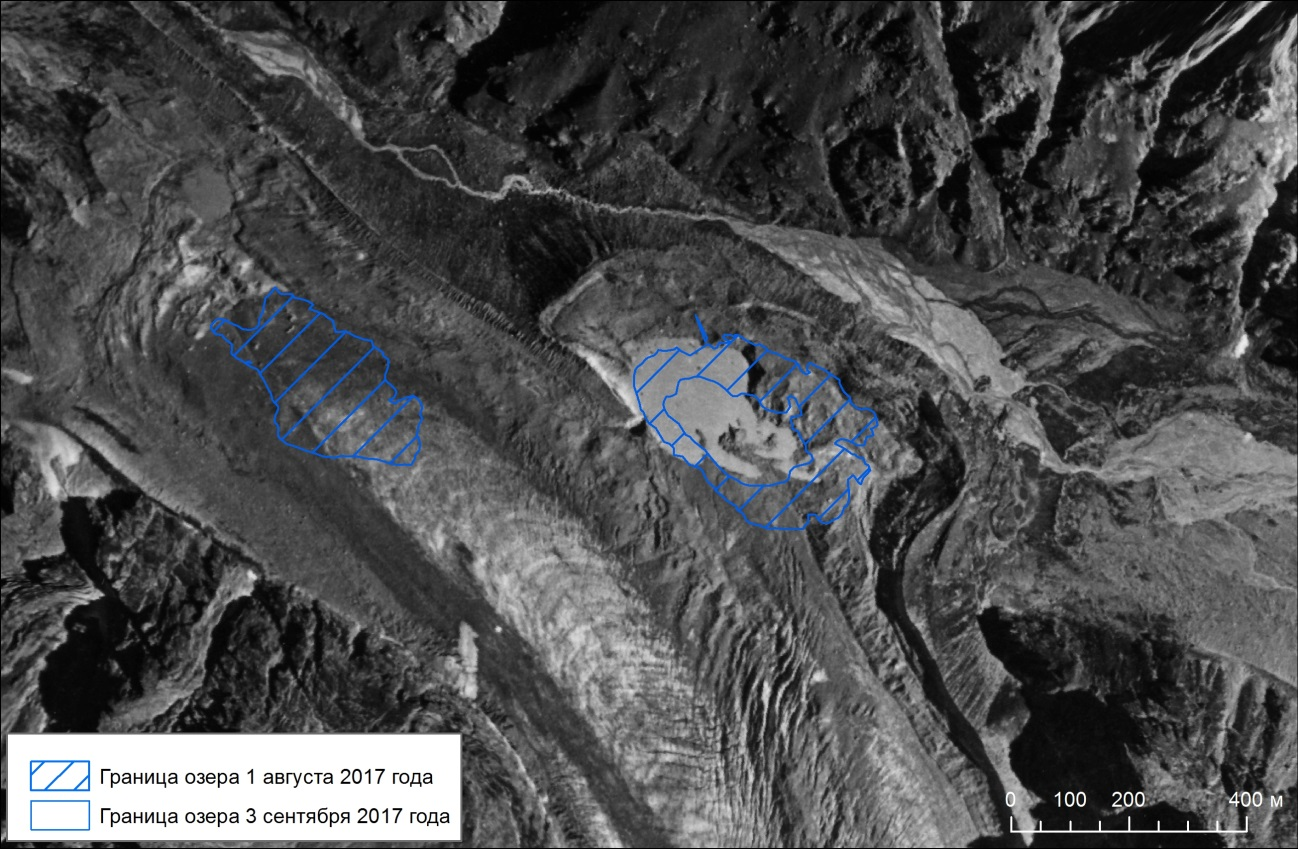 Граница озера 1 августа 2017 года
Граница озера 3 сентября 2017 года
0 100 200 400 м